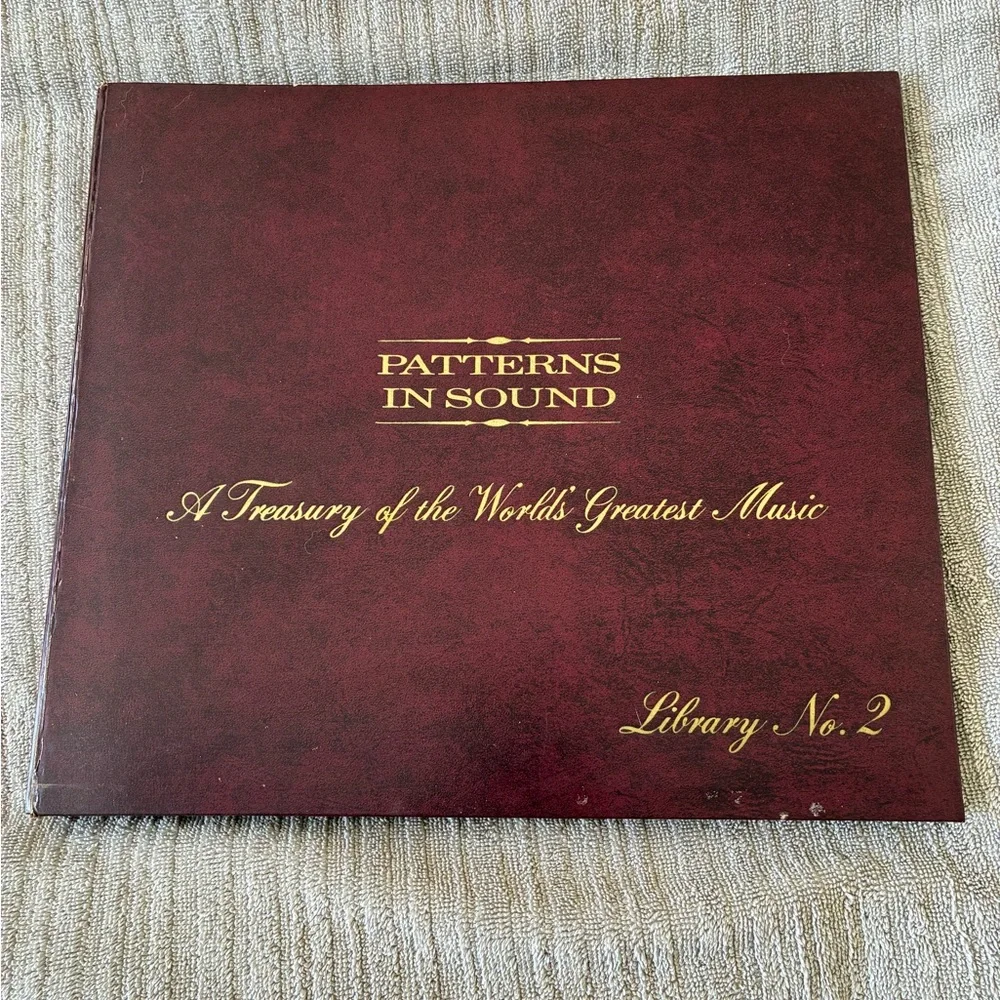 PATTERNS
IN SOUND
A Treasury of the World's Greatest Music
Library No. 2